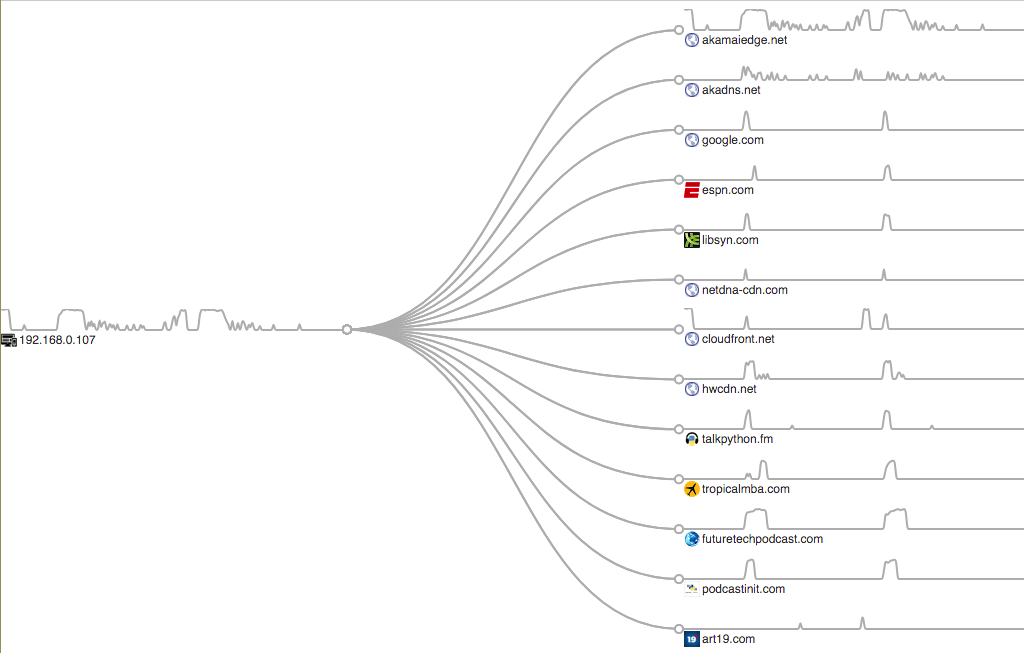 akamaiedge.net
akadns.net
google.com
espn.com
libsyn.com
netdna-cdn.com
192.168.0.107
cloudfront.net
hwcdn.net
talkpython.fm
tropicalmba.com
futuretechpodcast.com
podcastinit.com
19 art19.com